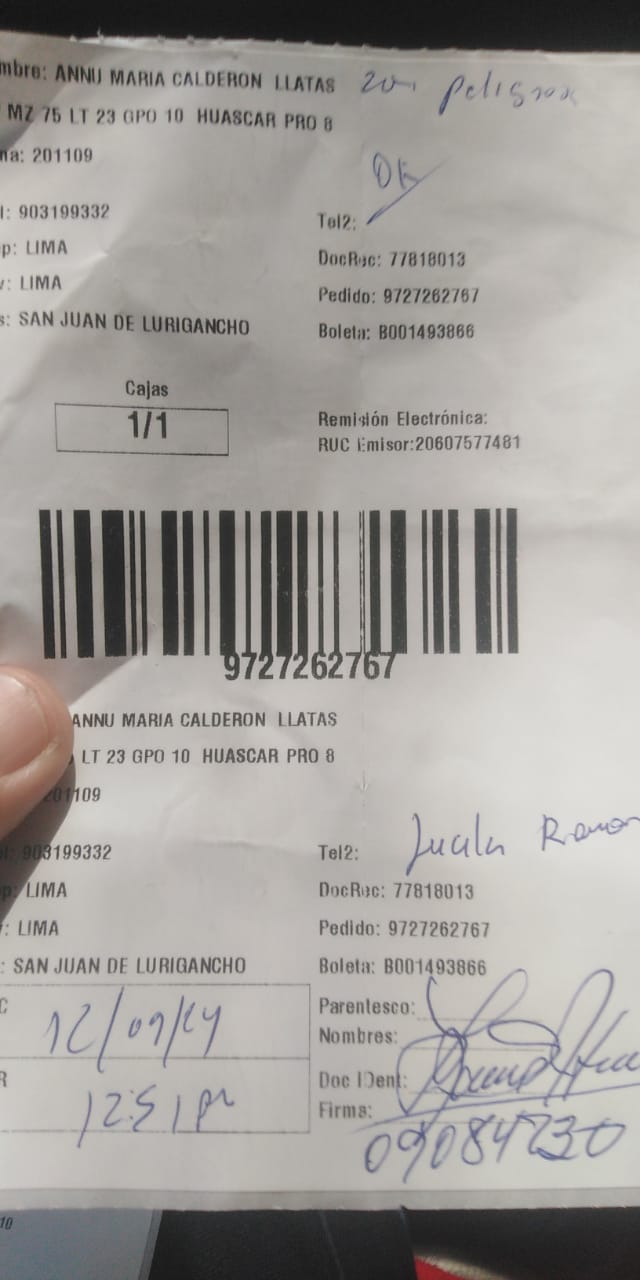 mbre: ANNU MARIA CALDERON LLATAS
MZ 75 LT 23 GPO 10 HUASCAR PRO 8
na: 201109
OK
l: 903199332
Tel2:
p: LIMA
DocRec: 77818013
v: LIMA
Pedido: 9727262767
s: SAN JUAN DE LURIGANCHO
Boleta: B001493866
Cajas
1/1
Remisión Electrónica:
RUC Emisor:20607577481
9727262767
ANNU MARIA CALDERON LLATAS
LT 23 GPO 10 HUASCAR PRO 8
201109
el: 903199332
Tel2:
p: LIMA
DocRec: 77818013
v: LIMA
Pedido: 9727262767
: SAN JUAN DE LURIGANCHO
Boleta: B001493866
C
12/09/24
Parentesco:
Nombres:
R
12:51 pm
Doc IDent:
Firma:
09084230
10